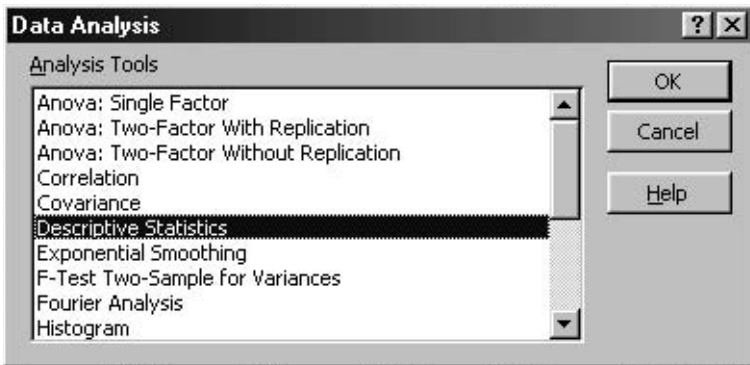 Data Analysis
Analysis Tools
Anova: Single Factor
Anova: Two-Factor With Replication
Anova: Two-Factor Without Replication
Correlation
Covariance
Descriptive Statistics
Exponential Smoothing
F-Test Two-Sample for Variances
Fourier Analysis
Histogram
OK
Cancel
Help